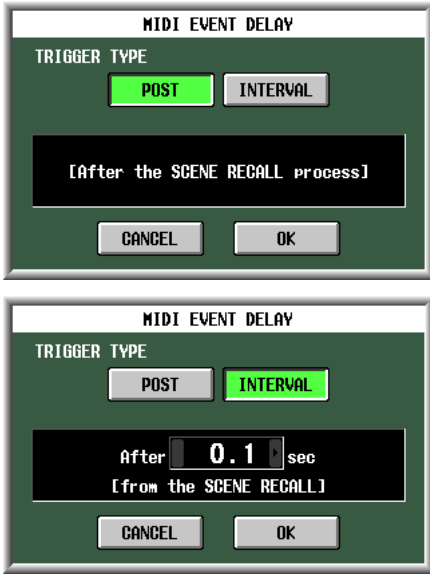 MIDI EVENT DELAY
TRIGGER TYPE
POST INTERVAL
[After the SCENE RECALL process]
CANCEL OK
MIDI EVENT DELAY
TRIGGER TYPE
POST INTERVAL
After 0.1 sec
[from the SCENE RECALL]
CANCEL OK